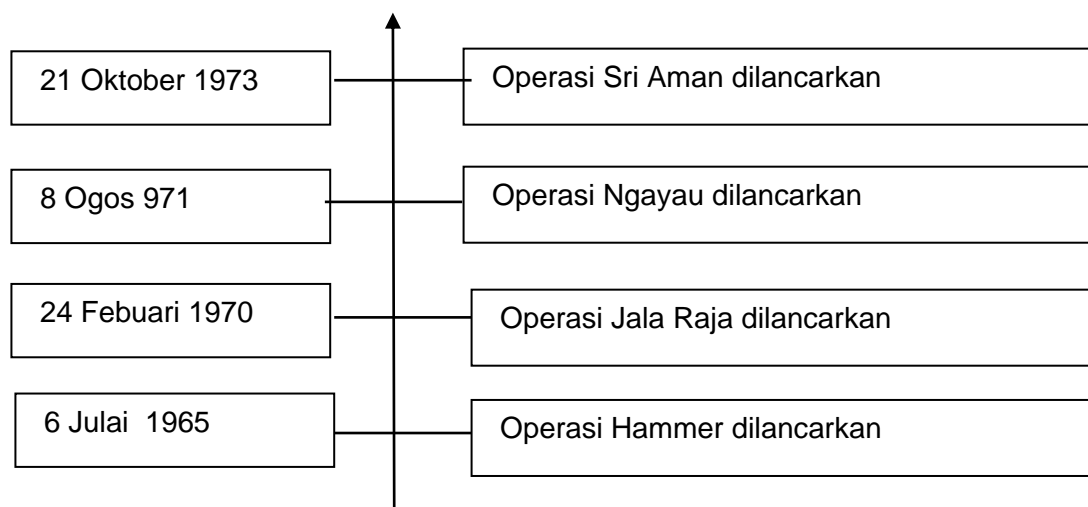 21 Oktober 1973
Operasi Sri Aman dilancarkan
8 Ogos 971
Operasi Ngayau dilancarkan
24 Febuari 1970
Operasi Jala Raja dilancarkan
6 Julai  1965
Operasi Hammer dilancarkan